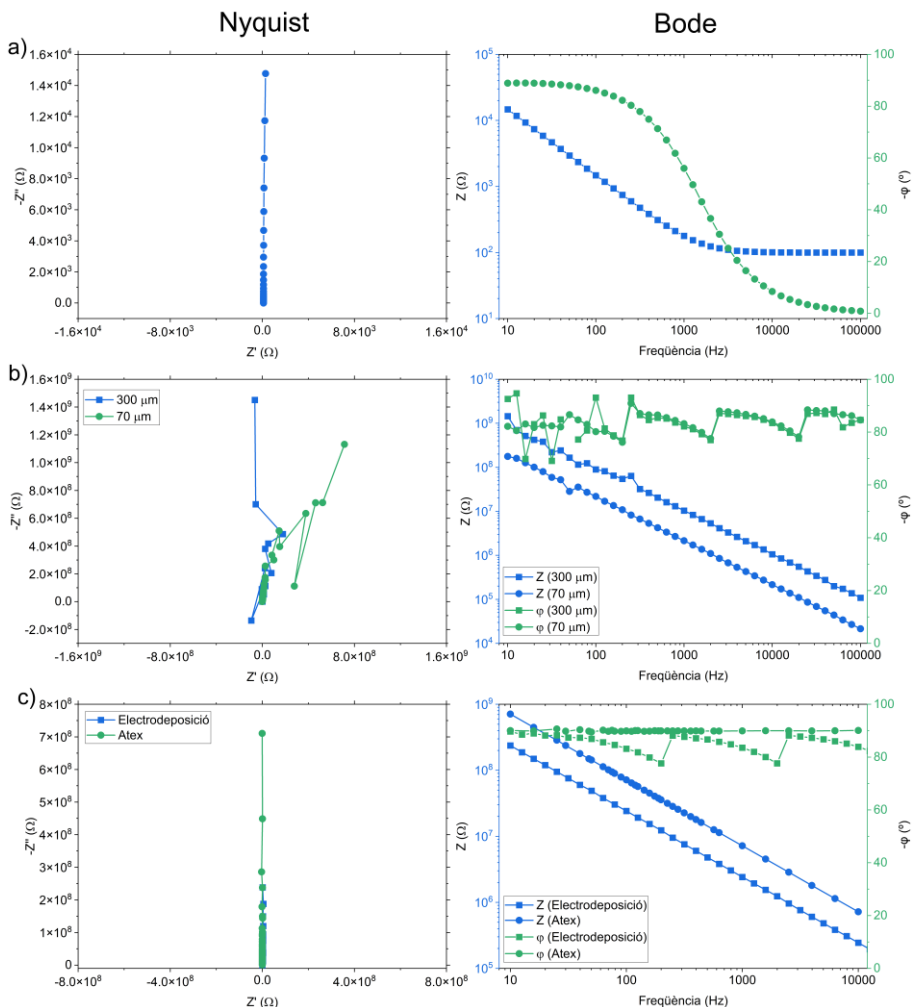 Nyquist
Bode
a)
1.6×10⁴
1.4×10⁴
1.2×10⁴
1.0×10⁴
8.0×10³
6.0×10³
4.0×10³
2.0×10³
0.0
-Z'' (Ω)
-1.6×10⁴
-8.0×10³
0.0
8.0×10³
1.6×10⁴
Z' (Ω)
10⁵
10⁴
10³
10²
10¹
Z (Ω)
100
80
60
40
20
0
-φ (º)
10
100
1000
10000
100000
Freqüència (Hz)
b)
1.6×10⁹
1.4×10⁹
1.2×10⁹
1.0×10⁹
8.0×10⁸
6.0×10⁸
4.0×10⁸
2.0×10⁸
0.0
-2.0×10⁸
-Z'' (Ω)
300 μm
70 μm
-1.6×10⁹
-8.0×10⁸
0.0
8.0×10⁸
1.6×10⁹
Z' (Ω)
10¹⁰
10⁹
10⁸
10⁷
10⁶
10⁵
10⁴
Z (Ω)
Z (300 μm)
Z (70 μm)
φ (300 μm)
φ (70 μm)
100
80
60
40
20
0
-φ (º)
10
100
1000
10000
100000
Freqüència (Hz)
c)
8×10⁸
7×10⁸
6×10⁸
5×10⁸
4×10⁸
3×10⁸
2×10⁸
1×10⁸
0
-Z'' (Ω)
Electrodeposició
Atex
-8.0×10⁸
-4.0×10⁸
0.0
4.0×10⁸
8.0×10⁸
Z' (Ω)
10⁹
10⁸
10⁷
10⁶
10⁵
Z (Ω)
Z (Electrodeposició)
Z (Atex)
φ (Electrodeposició)
φ (Atex)
100
80
60
40
20
0
-φ (º)
10
100
1000
10000
Freqüència (Hz)